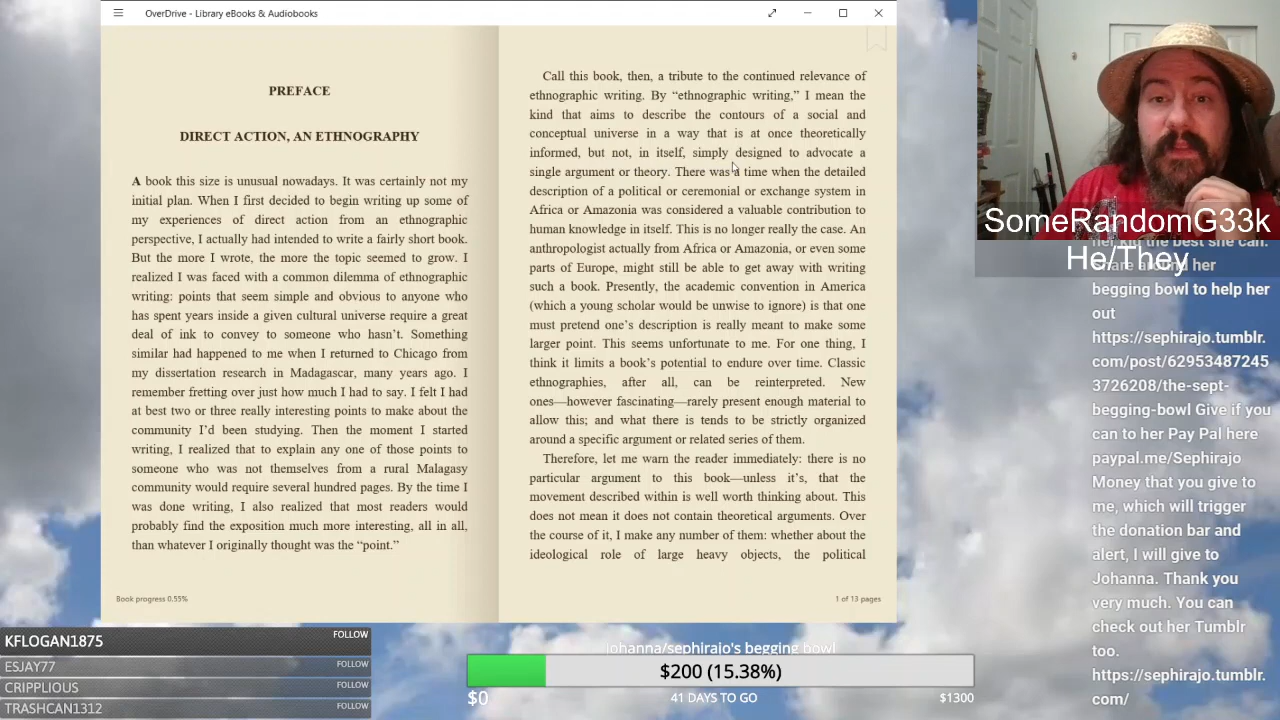 OverDrive - Library eBooks & Audiobooks
PREFACE
DIRECT ACTION, AN ETHNOGRAPHY
A book this size is unusual nowadays. It was certainly not my
initial plan. When I first decided to begin writing up some of
my experiences of direct action from an ethnographic
perspective, I actually had intended to write a fairly short book.
But the more I wrote, the more the topic seemed to grow. I
realized I was faced with a common dilemma of ethnographic
writing: points that seem simple and obvious to anyone who
has spent years inside a given cultural universe require a great
deal of ink to convey to someone who hasn’t. Something
similar had happened to me when I returned to Chicago from
my dissertation research in Madagascar, many years ago. I
remember fretting over just how much I had to say. I felt I had
at best two or three really interesting points to make about the
community I’d been studying. Then the moment I started
writing, I realized that to explain any one of those points to
someone who was not themselves from a rural Malagasy
community would require several hundred pages. By the time I
was done writing, I also realized that most readers would
probably find the exposition much more interesting, all in all,
than whatever I originally thought was the “point.”
Book progress 0.55%
Call this book, then, a tribute to the continued relevance of
ethnographic writing. By “ethnographic writing,” I mean the
kind that aims to describe the contours of a social and
conceptual universe in a way that is at once theoretically
informed, but not, in itself, simply designed to advocate a
single argument or theory. There was a time when the detailed
description of a political or ceremonial or exchange system in
Africa or Amazonia was considered a valuable contribution to
human knowledge in itself. This is no longer really the case. An
anthropologist actually from Africa or Amazonia, or even some
parts of Europe, might still be able to get away with writing
such a book. Presently, the academic convention in America
(which a young scholar would be unwise to ignore) is that one
must pretend one’s description is really meant to make some
larger point. This seems unfortunate to me. For one thing, I
think it limits a book’s potential to endure over time. Classic
ethnographies, after all, can be reinterpreted. New
ones—however fascinating—rarely present enough material to
allow this; and what there is tends to be strictly organized
around a specific argument or related series of them.
Therefore, let me warn the reader immediately: there is no
particular argument to this book—unless it’s, that the
movement described within is well worth thinking about. This
does not mean it does not contain theoretical arguments. Over
the course of it, I make any number of them: whether about the
ideological role of large heavy objects, the political
1 of 13 pages
SomeRandomG33k
He/They
her kin the best she can.
Share around her
begging bowl to help her
out
https://sephirajo.tumblr.
com/post/62953487245
3726208/the-sept-
begging-bowl Give if you
can to her Pay Pal here
paypal.me/Sephirajo
Money that you give to
me, which will trigger
the donation bar and
alert, I will give to
Johanna. Thank you
very much. You can
check out her Tumblr
too.
https://sephirajo.tumblr.
com/
KFLOGAN1875 FOLLOW
ESJAY77 FOLLOW
CRIPPLIOUS FOLLOW
TRASHCAN1312 FOLLOW
Johanna/sephirajo's begging bowl
$200 (15.38%)
$0 41 DAYS TO GO $1300